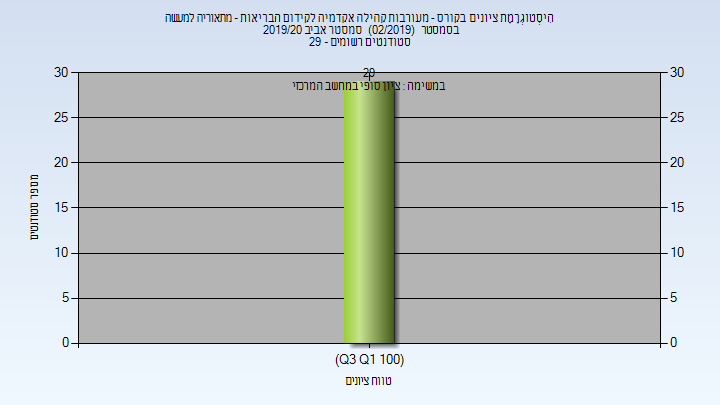 היסטוגרמת ציונים בקורס - מעורבות קהילה אקדמיה לקידום הבריאות - מתאוריה למעשה
בסמסטר (02/2019) סמסטר אביב 2019/20
סטודנטים רשומים - 29
29
במשימה : ציון סופי במחשב המרכזי
30
25
20
15
10
5
0
30
25
20
15
10
5
0
מספר סטודנטים
(Q3 Q1 100)
טווח ציונים